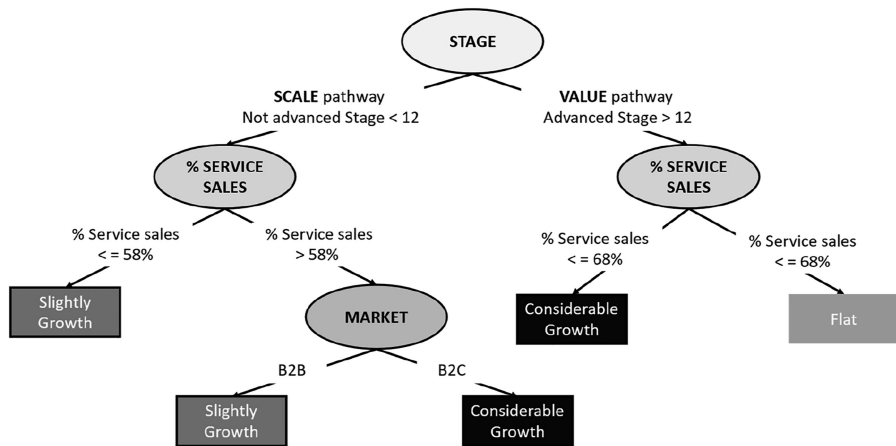 STAGE
SCALE pathway
Not advanced Stage < 12
VALUE pathway
Advanced Stage > 12
% SERVICE
SALES
% SERVICE
SALES
% Service sales
< = 58%
% Service sales
> 58%
% Service sales
< = 68%
% Service sales
< = 68%
Slightly
Growth
MARKET
Considerable
Growth
Flat
B2B
B2C
Slightly
Growth
Considerable
Growth